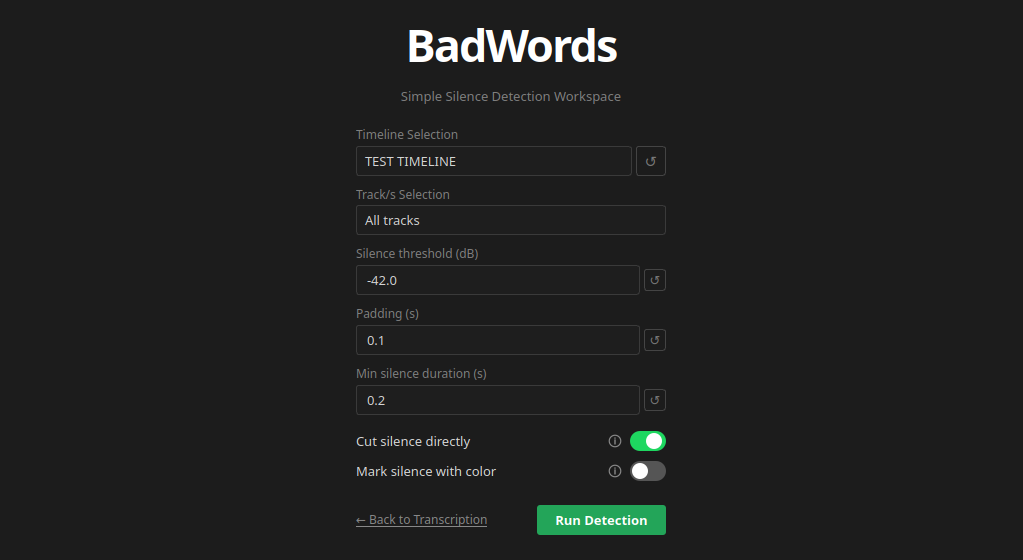 BadWords
Simple Silence Detection Workspace
Timeline Selection
TEST TIMELINE
↺
Track/s Selection
All tracks
Silence threshold (dB)
-42.0
↺
Padding (s)
0.1
↺
Min silence duration (s)
0.2
↺
Cut silence directly ⓘ
Mark silence with color ⓘ
← Back to Transcription
Run Detection